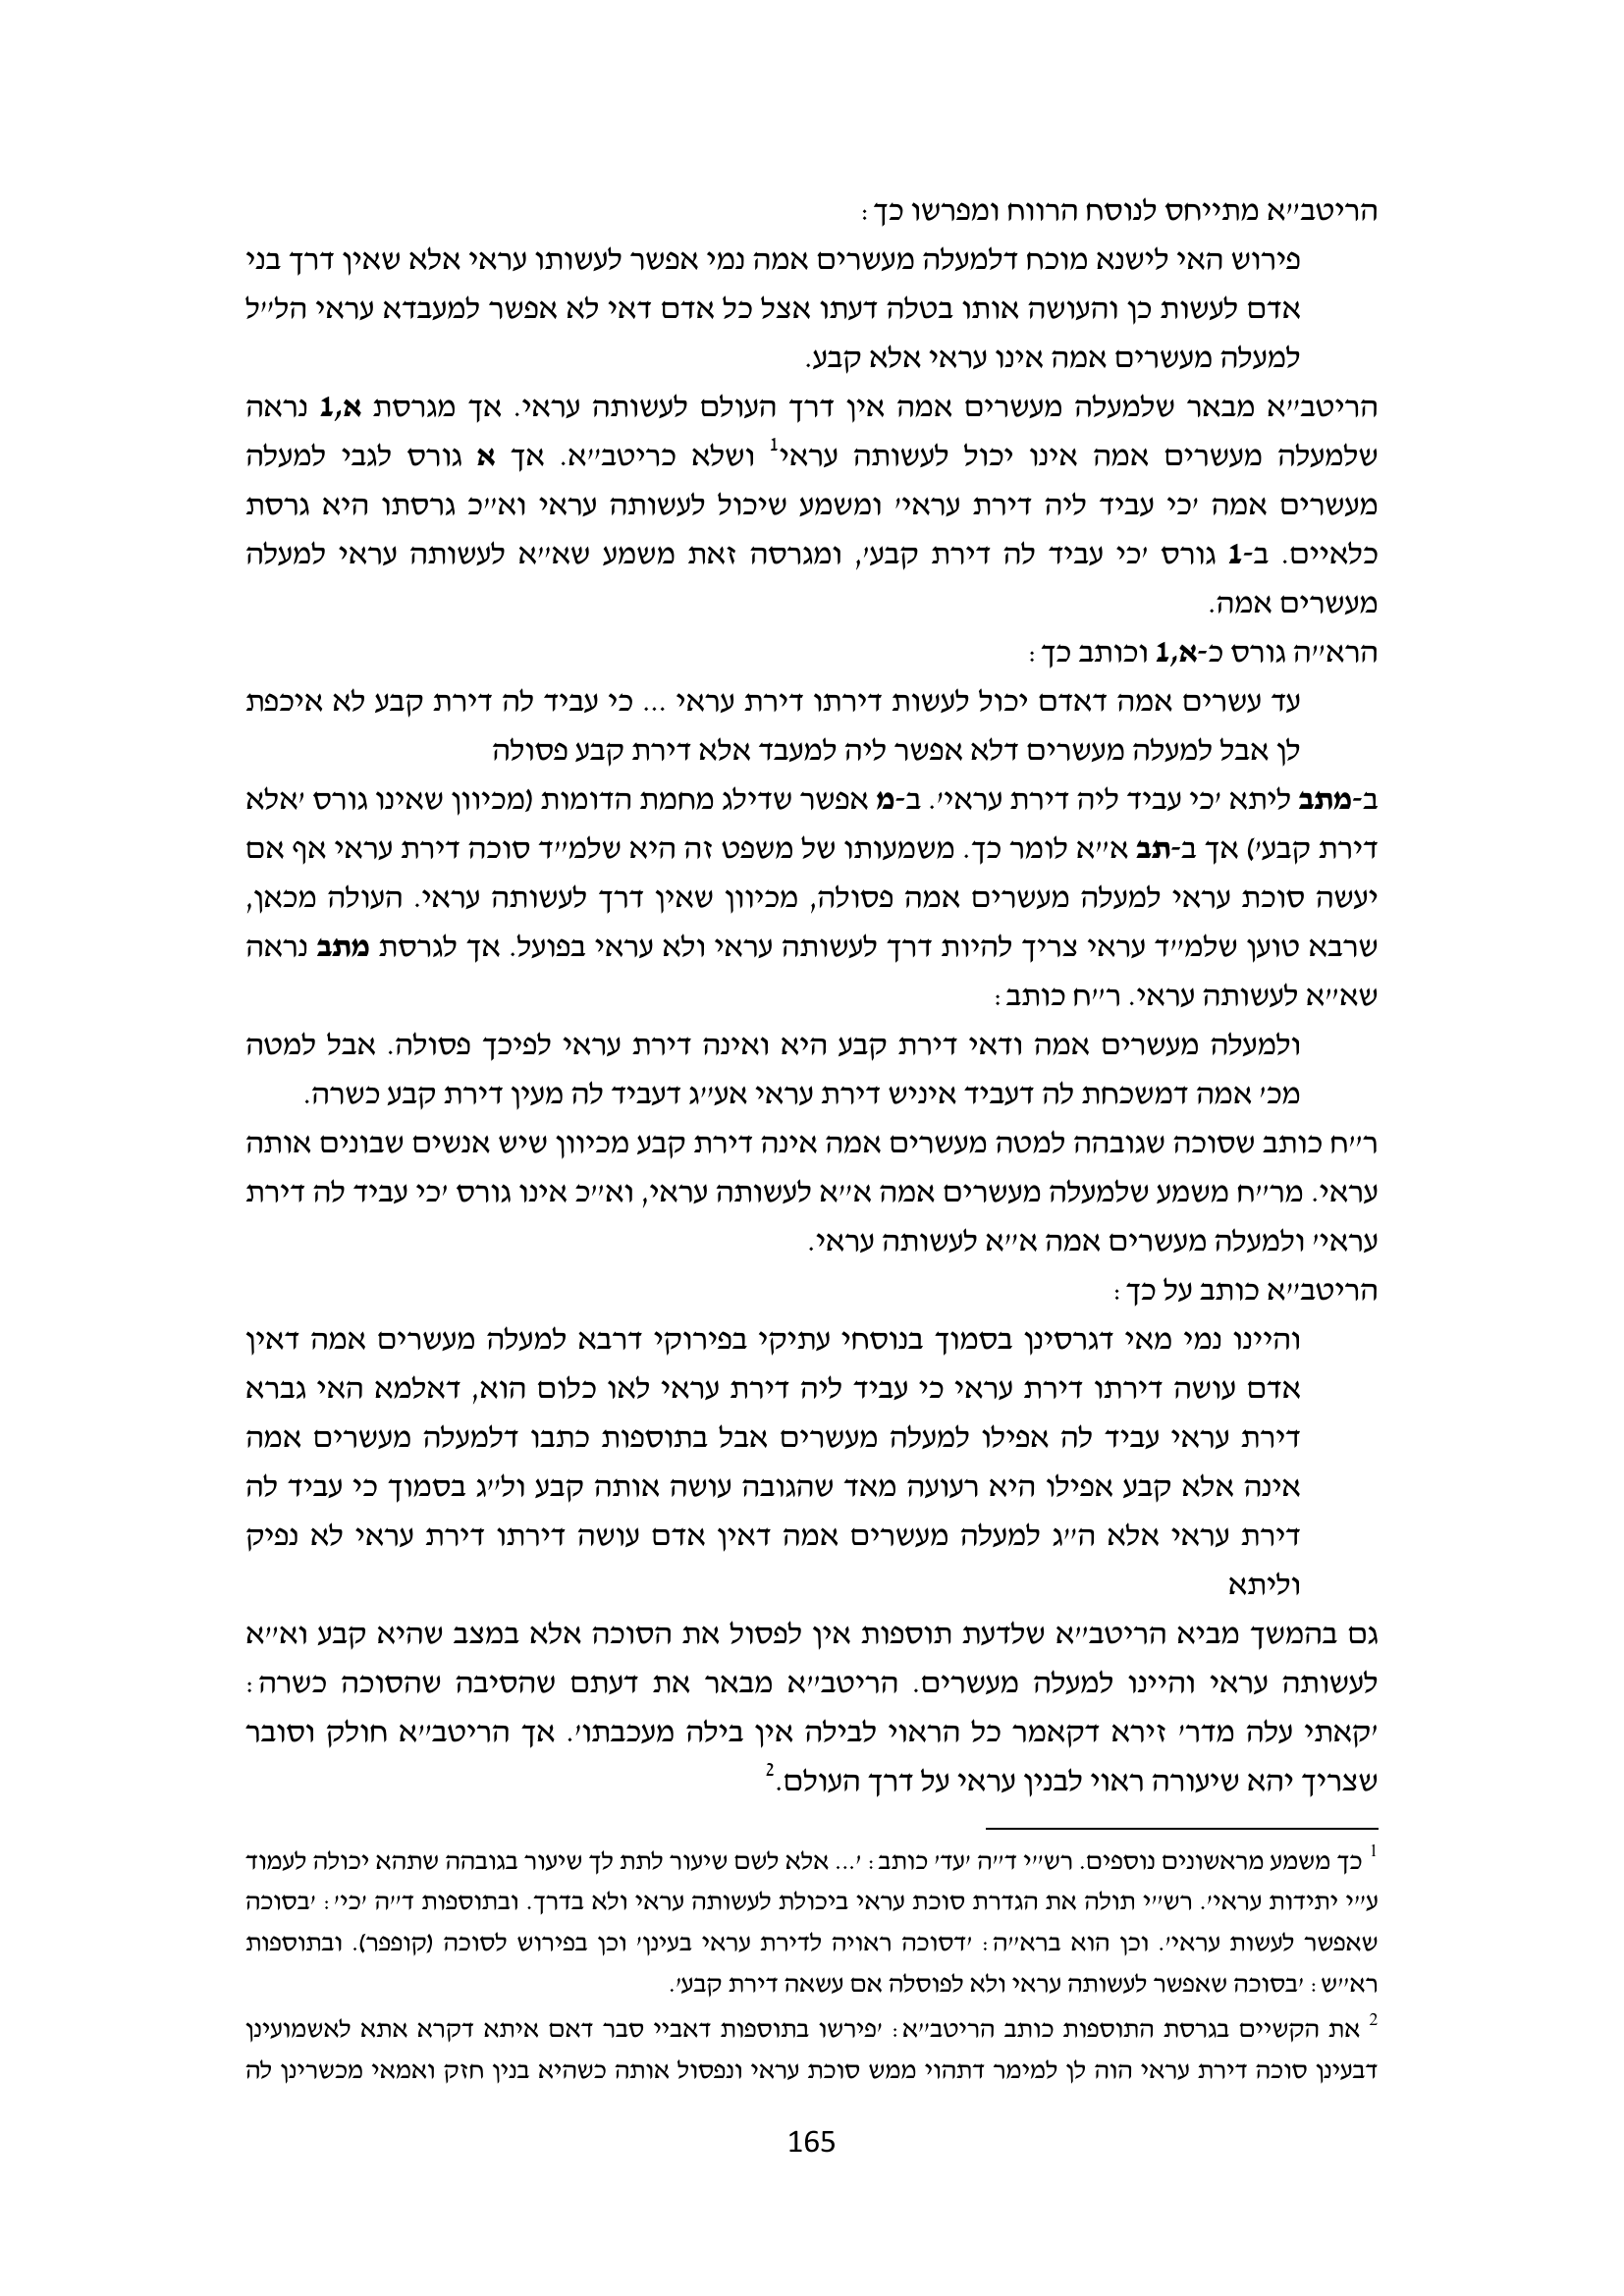 הריטב"א מתייחס לנוסח הרווח ומפרשו כך:
פירוש האי לישנא מוכח דלמעלה מעשרים אמה נמי אפשר לעשותו עראי אלא שאין דרך בני
אדם לעשות כן והעושה אותו בטלה דעתו אצל כל אדם דאי לא אפשר למעבדא עראי הל"ל
למעלה מעשרים אמה אינו עראי אלא קבע.
הריטב"א מבאר שלמעלה מעשרים אמה אין דרך העולם לעשותה עראי. אך מגרסת א,1 נראה
שלמעלה מעשרים אמה אינו יכול לעשותה עראי1 ושלא כריטב"א. אך א גורס לגבי למעלה
מעשרים אמה 'כי עביד ליה דירת עראי' ומשמע שיכול לעשותה עראי וא"כ גרסתו היא גרסת
כלאיים. ב-1 גורס 'כי עביד לה דירת קבע', ומגרסה זאת משמע שא"א לעשותה עראי למעלה
מעשרים אמה.
הרא"ה גורס כ-א,1 וכותב כך:
עד עשרים אמה דאדם יכול לעשות דירתו דירת עראי ... כי עביד לה דירת קבע לא איכפת
לן אבל למעלה מעשרים דלא אפשר ליה למעבד אלא דירת קבע פסולה
ב-מתב ליתא 'כי עביד ליה דירת עראי'. ב-מ אפשר שדילג מחמת הדומות (מכיוון שאינו גורס 'אלא
דירת קבע') אך ב-תב א"א לומר כך. משמעותו של משפט זה היא שלמ"ד סוכה דירת עראי אף אם
יעשה סוכת עראי למעלה מעשרים אמה פסולה, מכיוון שאין דרך לעשותה עראי. העולה מכאן,
שרבא טוען שלמ"ד עראי צריך להיות דרך לעשותה עראי ולא עראי בפועל. אך לגרסת מתב נראה
שא"א לעשותה עראי. ר"ח כותב:
ולמעלה מעשרים אמה ודאי דירת קבע היא ואינה דירת עראי לפיכך פסולה. אבל למטה
מכ' אמה דמשכחת לה דעביד איניש דירת עראי אע"ג דעביד לה מעין דירת קבע כשרה.
ר"ח כותב שסוכה שגובהה למטה מעשרים אמה אינה דירת קבע מכיוון שיש אנשים שבונים אותה
עראי. מר"ח משמע שלמעלה מעשרים אמה א"א לעשותה עראי, וא"כ אינו גורס 'כי עביד לה דירת
עראי' ולמעלה מעשרים אמה א"א לעשותה עראי.
הריטב"א כותב על כך:
והיינו נמי מאי דגרסינן בסמוך בנוסחי עתיקי בפירוקי דרבא למעלה מעשרים אמה דאין
אדם עושה דירתו דירת עראי כי עביד ליה דירת עראי לאו כלום הוא, דאלמא האי גברא
דירת עראי עביד לה אפילו למעלה מעשרים אבל בתוספות כתבו דלמעלה מעשרים אמה
אינה אלא קבע אפילו היא רעועה מאד שהגובה עושה אותה קבע ול"ג בסמוך כי עביד לה
דירת עראי אלא ה"ג למעלה מעשרים אמה דאין אדם עושה דירתו דירת עראי לא נפיק
וליתא
גם בהמשך מביא הריטב"א שלדעת תוספות אין לפסול את הסוכה אלא במצב שהיא קבע וא"א
לעשותה עראי והיינו למעלה מעשרים. הריטב"א מבאר את דעתם שהסיבה שהסוכה כשרה:
'קאתי עלה מדר' זירא דקאמר כל הראוי לבילה אין בילה מעכבתו'. אך הריטב"א חולק וסובר
שצריך יהא שיעורה ראוי לבנין עראי על דרך העולם.2
1 כך משמע מראשונים נוספים. רש"י ד"ה 'עד' כותב: '... אלא לשם שיעור לתת לך שיעור בגובהה שתהא יכולה לעמוד
ע"י יתידות עראי'. רש"י תולה את הגדרת סוכת עראי ביכולת לעשותה עראי ולא בדרך. ובתוספות ד"ה 'כי': 'בסוכה
שאפשר לעשות עראי'. וכן הוא ברא"ה: 'דסוכה ראויה לדירת עראי בעינן' וכן בפירוש לסוכה (קופפר). ובתוספות
רא"ש: 'בסוכה שאפשר לעשותה עראי ולא לפוסלה אם עשאה דירת קבע'.
2 את הקשיים בגרסת התוספות כותב הריטב"א: 'פירשו בתוספות דאביי סבר דאם איתא דקרא אתא לאשמועינן
דבעינן סוכה דירת עראי הוה לן למימר דתהוי ממש סוכת עראי ונפסול אותה כשהיא בנין חזק ואמאי מכשרינן לה
165